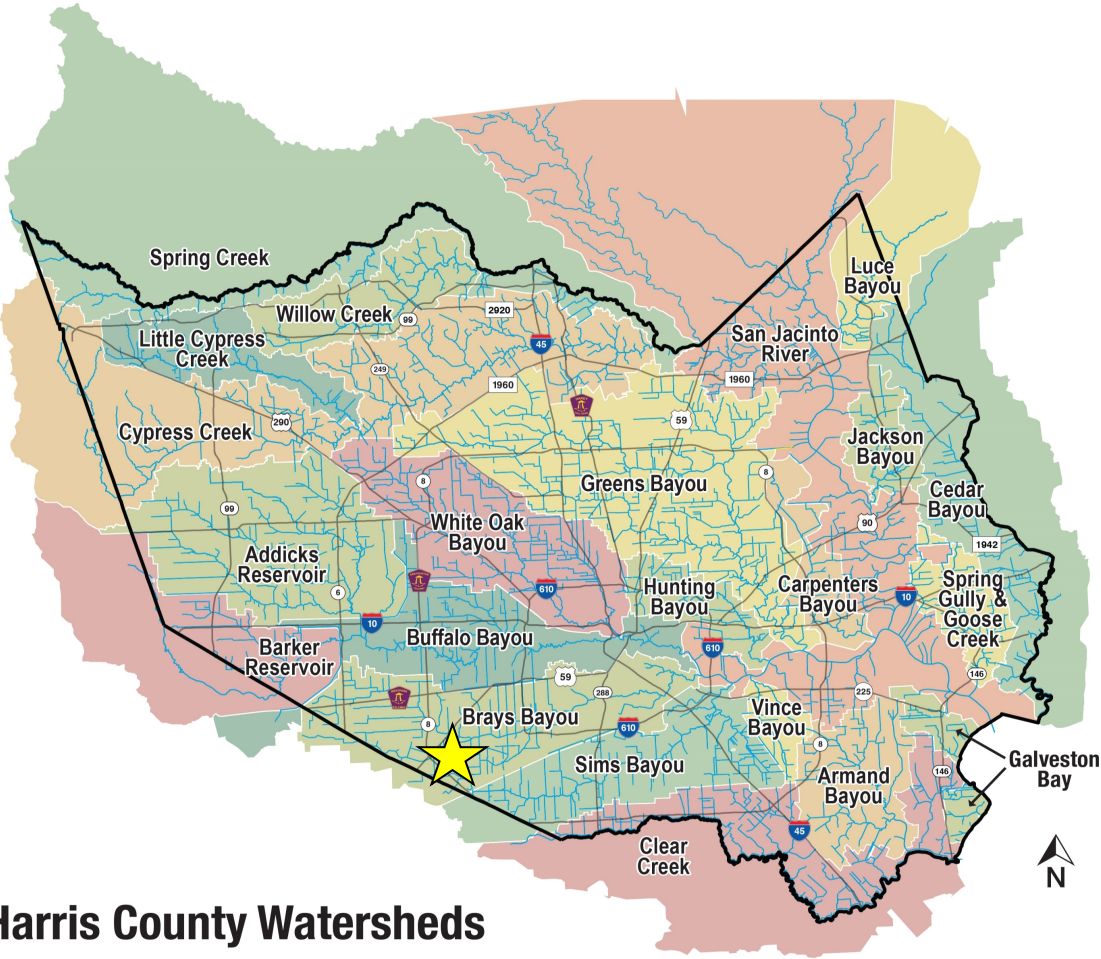 Spring Creek
Luce
Bayou
Willow Creek
99
2920
Little Cypress
Creek
45
San Jacinto
River
249
1960
1960
290
59
Cypress Creek
Jackson
Bayou
8
8
Greens Bayou
Cedar
Bayou
99
90
White Oak
Bayou
1942
Addicks
Reservoir
6
610
Hunting
Bayou
Carpenters
Bayou
10
Spring
Gully &
Goose
Creek
10
Buffalo Bayou
Barker
Reservoir
610
59
146
288
225
8
Brays Bayou
610
Vince
Bayou
8
Sims Bayou
Galveston
Bay
146
Armand
Bayou
45
Clear
Creek
N
Harris County Watersheds